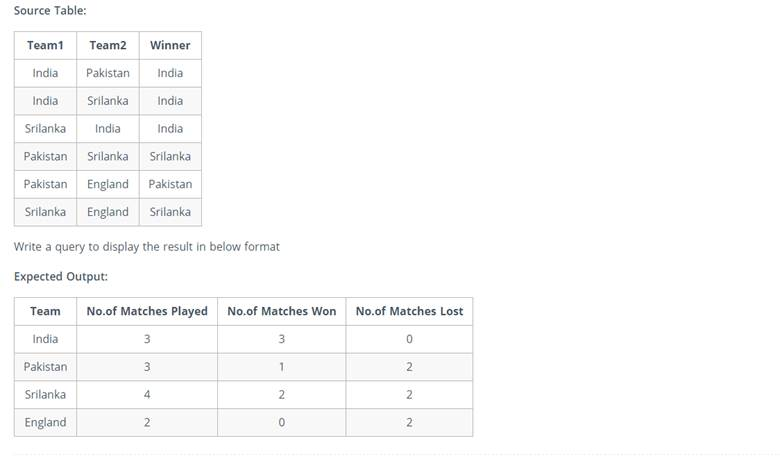 Source Table:
Team1 Team2 Winner
India Pakistan India
India Srilanka India
Srilanka India India
Pakistan Srilanka Srilanka
Pakistan England Pakistan
Srilanka England Srilanka
Write a query to display the result in below format
Expected Output:
Team No.of Matches Played No.of Matches Won No.of Matches Lost
India 3 3 0
Pakistan 3 1 2
Srilanka 4 2 2
England 2 0 2